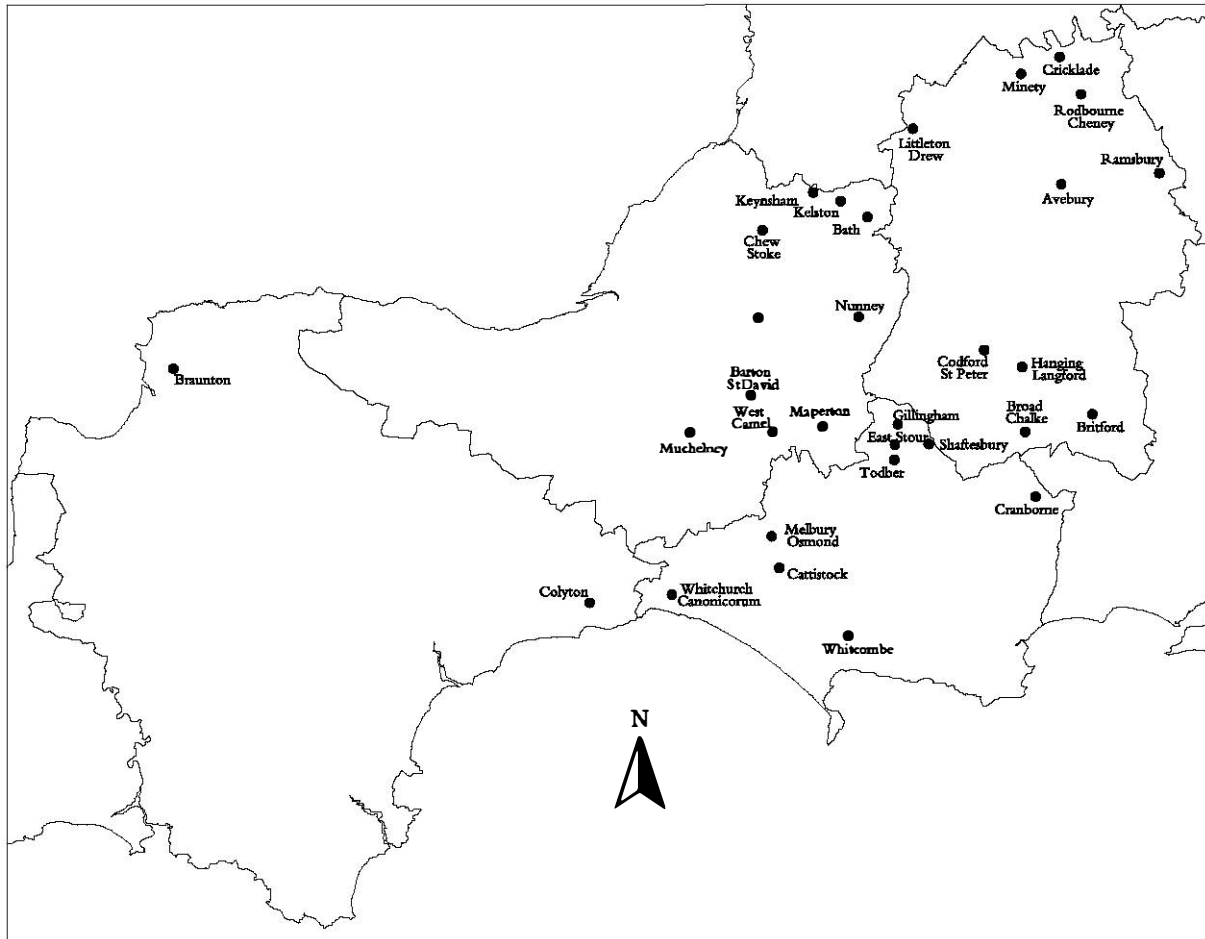 Cricklade
Minety
Rodbourne
Cheney
Littleton
Drew
Ramsbury
Avebury
Keynsham
Kelston
Bath
Chew
Stoke
Nunney
Braunton
Codford
St Peter
Hanging
Langford
Barton
St David
West
Camel
Maperton
Gillingham
Broad
Chalke
Britford
Muchelney
East Stour
Shaftesbury
Todber
Cranborne
Melbury
Osmond
Cattistock
Colyton
Whitchurch
Canonicorum
Whitcombe
N